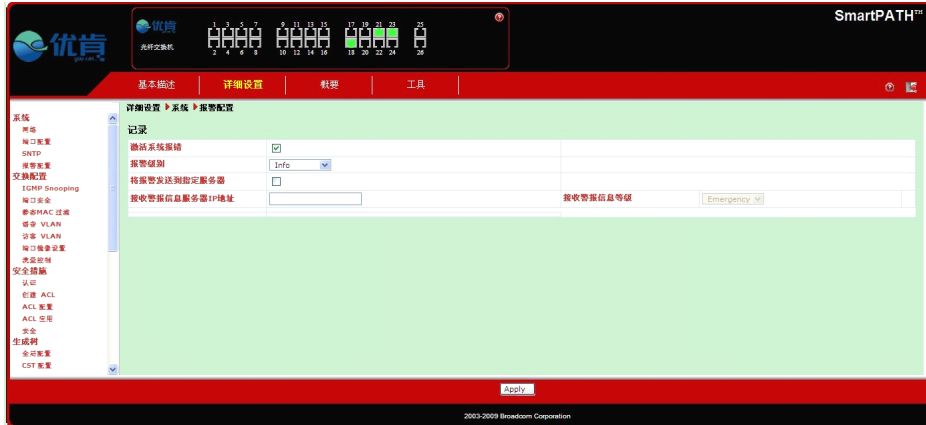 SmartPATH™
优肯
优肯
光纤交换机
1 3 5 7 9 11 13 15 17 19 21 23 25
2 4 6 8 10 12 14 16 18 20 22 24 26
基本描述 详细设置 概要 工具
详细设置 系统 报警配置
系统
网络
端口配置
SNTP
报警配置
交换配置
IGMP Snooping
端口安全
静态MAC 过滤
语音 VLAN
访客 VLAN
端口镜像设置
流量控制
安全措施
认证
创建 ACL
ACL 配置
ACL 应用
安全
生成树
全局配置
CST 配置
记录
激活系统报错
报警级别 Info
将报警发送到指定服务器
接收警报信息服务器IP地址 接收警报信息等级 Emergency
Apply
2003-2009 Broadcom Corporation